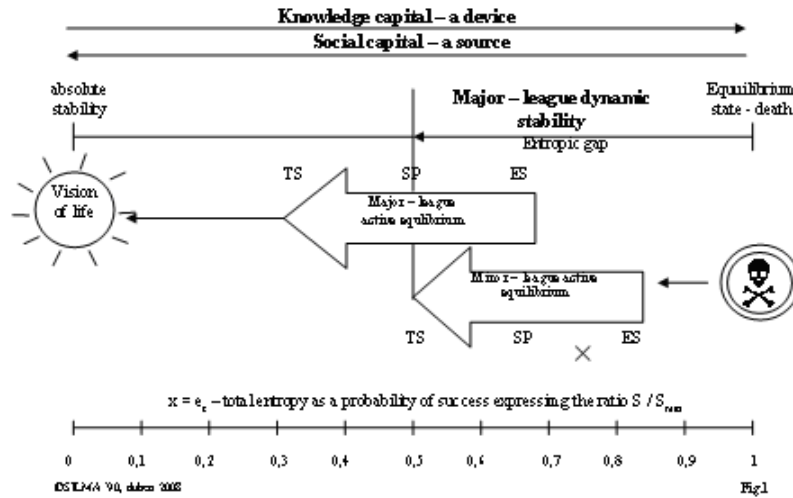 Knowledge capital – a device
Social capital – a source
absolute
stability
Equilibrium
state - death
Major – league dynamic
stability
Entropic gap
TS SP ES
Vision
of life
Major – league
active equilibrium
Minor – league active
equilibrium
TS SP ES
x = e – total entropy as a probability of success expressing the ratio S / S
0 0,1 0,2 0,3 0,4 0,5 0,6 0,7 0,8 0,9 1
2008 Fig.1